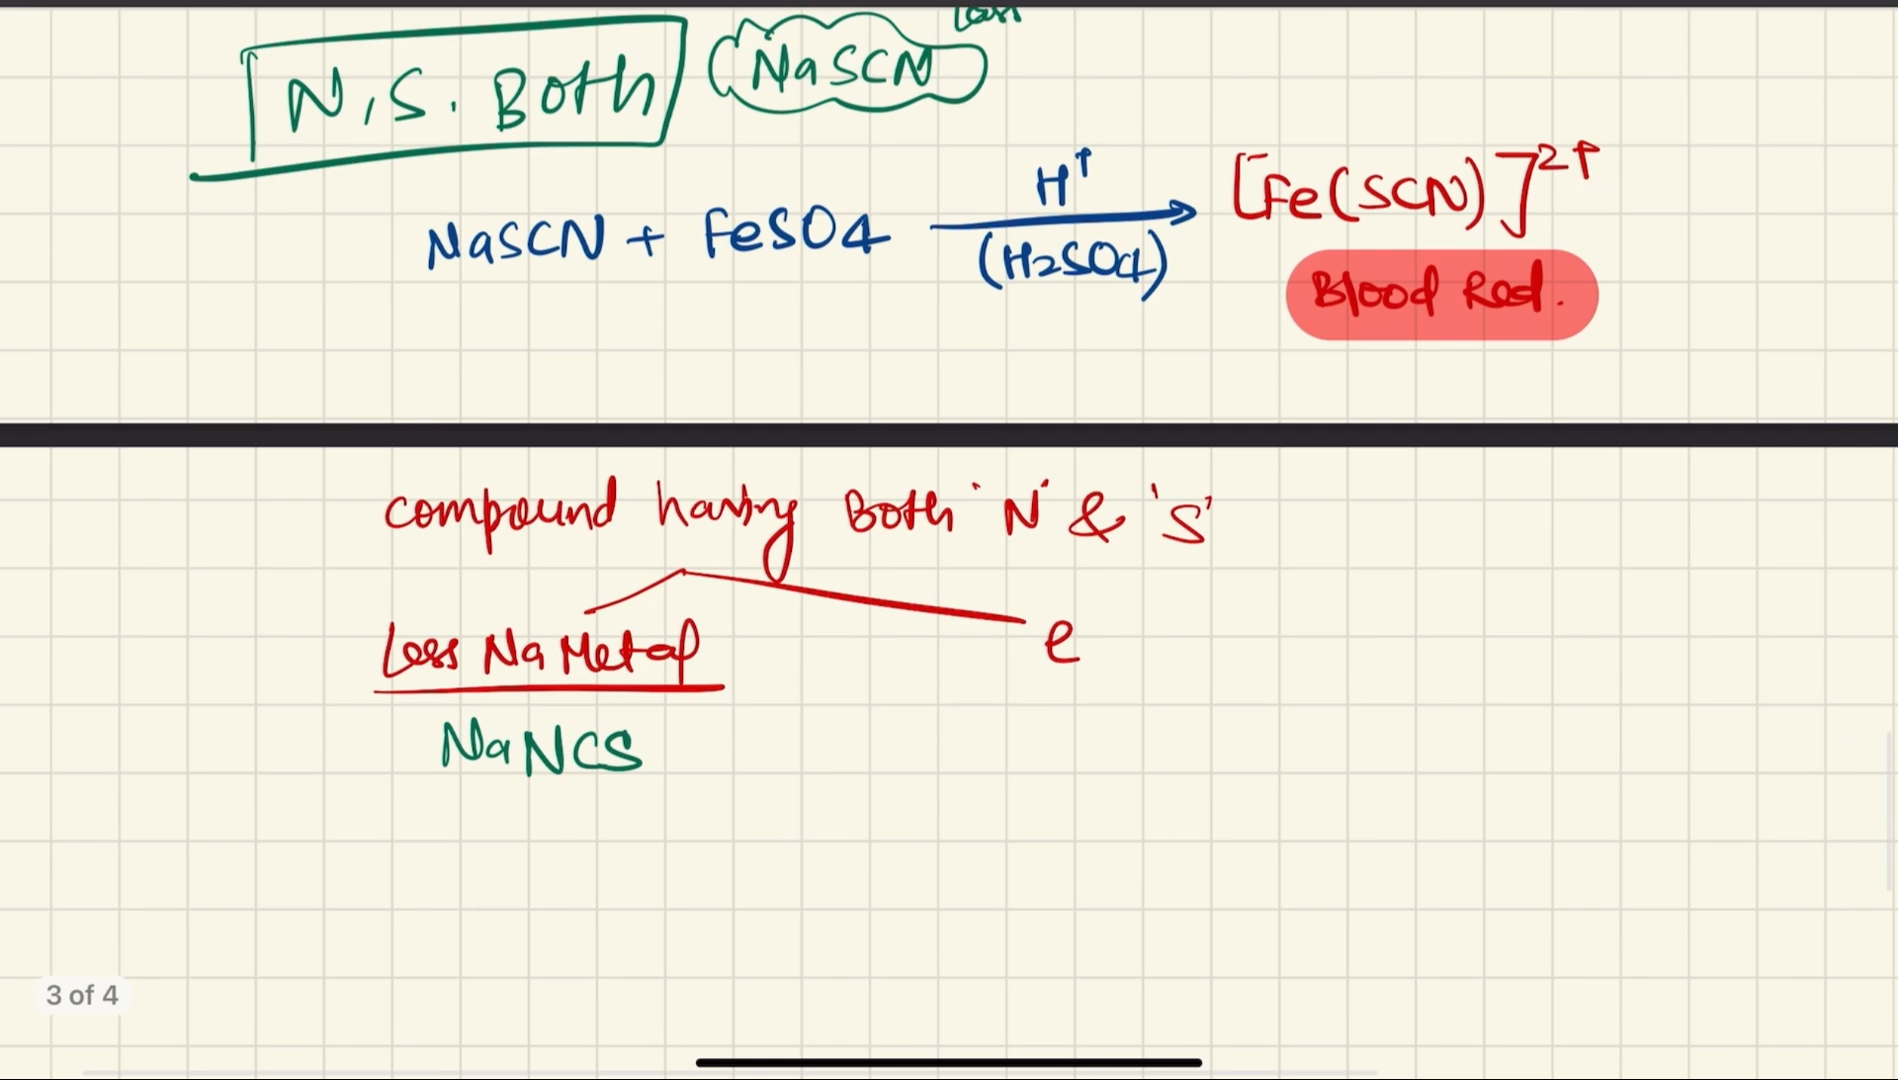 N, S. Both (NaSCN)
NaSCN + FeSO4 H+ (H2SO4) → [Fe(SCN)]2+
Blood Red.
compound having Both 'N' & 'S'
Less Na Metal e
NaNCS
3 of 4